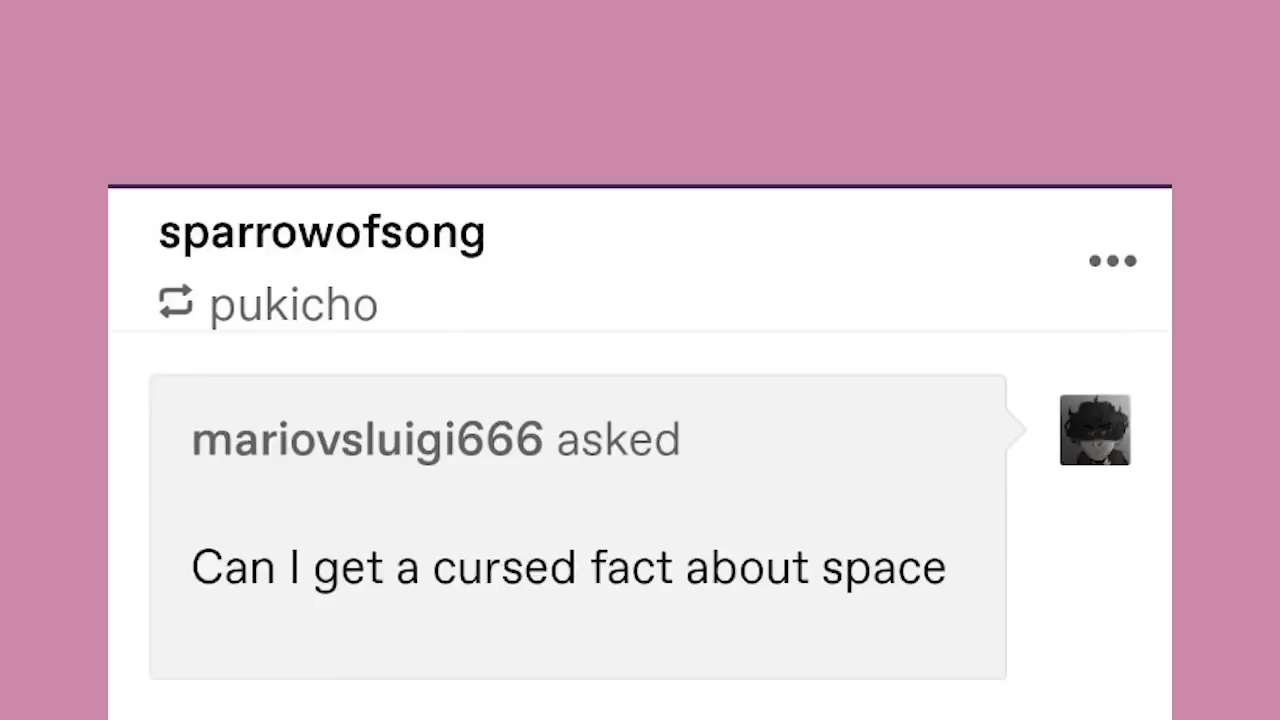 sparrowofsong
pukicho
mariovsluigi666 asked
Can I get a cursed fact about space